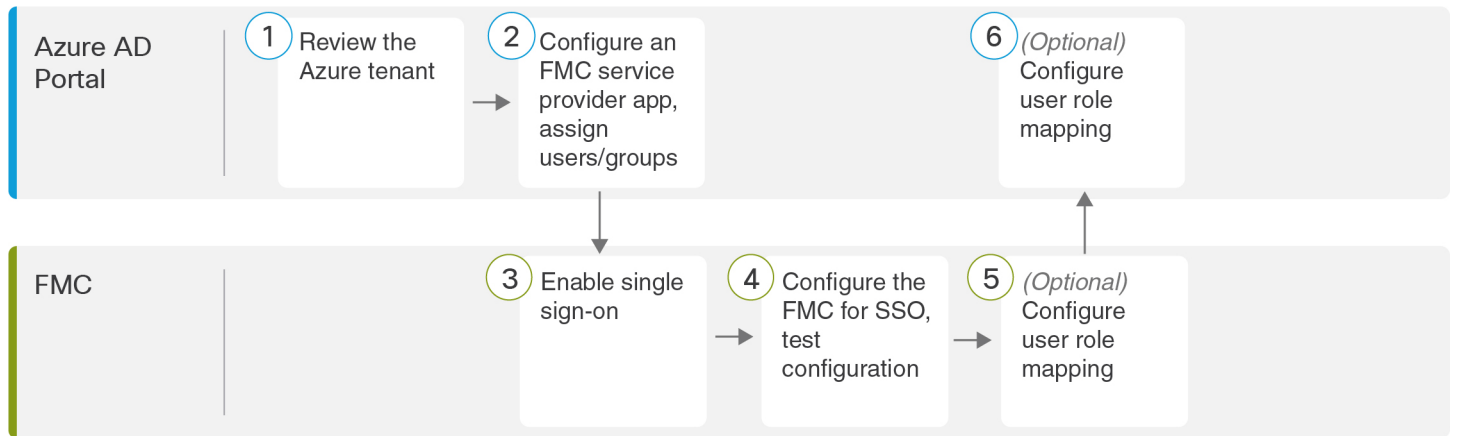 Azure AD
Portal
1
Review the
Azure tenant
2
Configure an
FMC service
provider app,
assign
users/groups
6
(Optional)
Configure
user role
mapping
FMC
3
Enable single
sign-on
4
Configure the
FMC for SSO,
test
configuration
5
(Optional)
Configure
user role
mapping